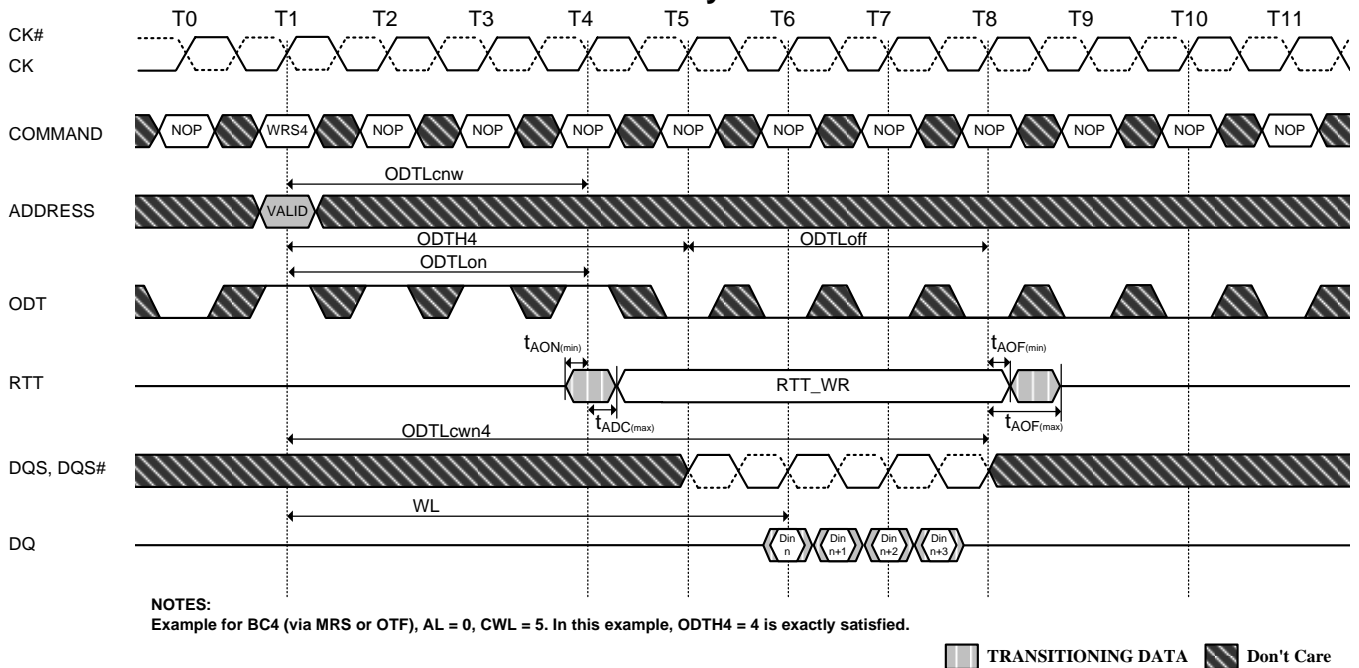 T0 T1 T2 T3 T4 T5 T6 T7 T8 T9 T10 T11
CK#
CK
COMMAND NOP WRS4 NOP NOP NOP NOP NOP NOP NOP NOP NOP NOP
ODTLcnw
ADDRESS VALID
ODTH4 ODTLoff
ODTLon
ODT
tAON(min) tAOF(min)
RTT RTT_WR
tADC(max) tAOF(max)
ODTLcwn4
DQS, DQS#
WL
DQ Din n Din n+1 Din n+2 Din n+3
NOTES:
Example for BC4 (via MRS or OTF), AL = 0, CWL = 5. In this example, ODTH4 = 4 is exactly satisfied.
TRANSITIONING DATA Don't Care